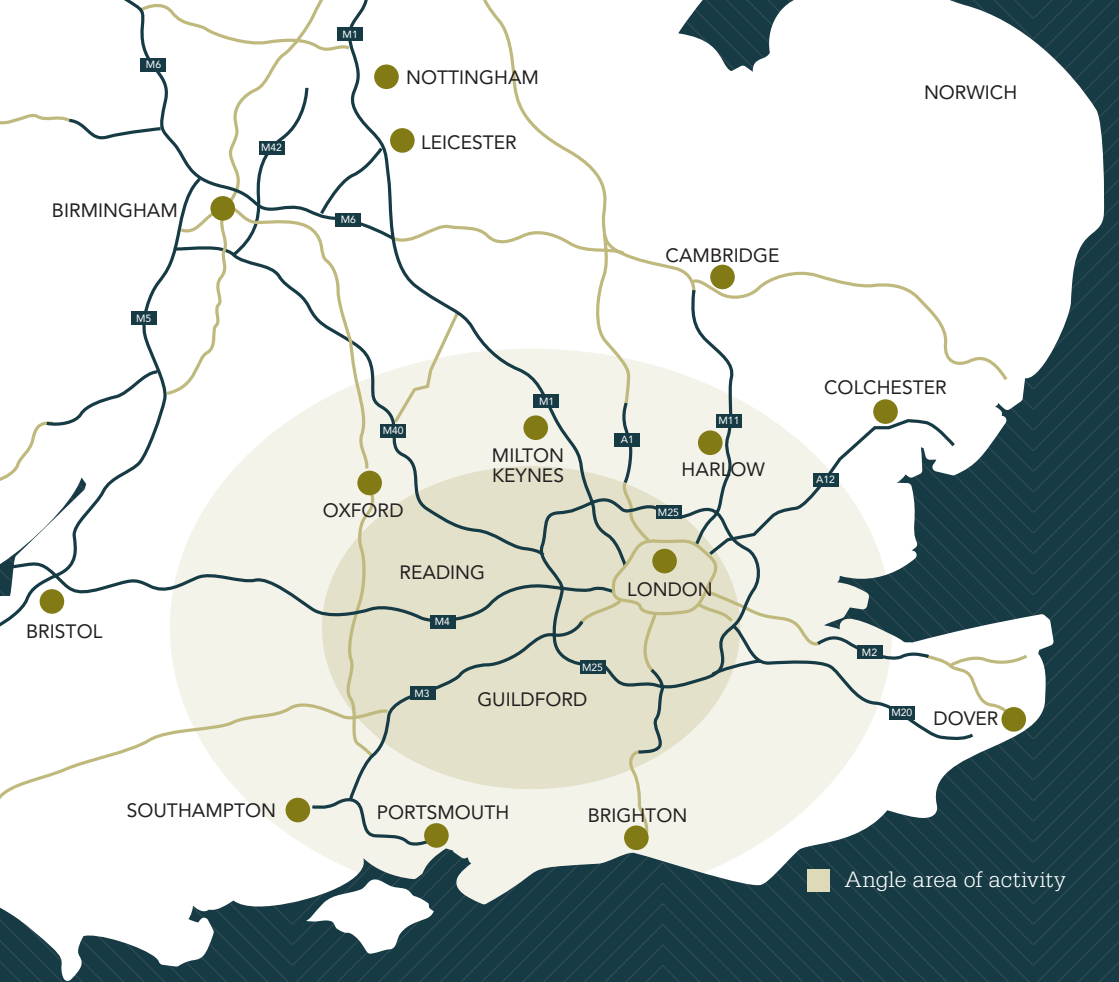 M1
M6
NOTTINGHAM
NORWICH
M42
LEICESTER
BIRMINGHAM
M6
CAMBRIDGE
M5
COLCHESTER
M1
M40
M11
A1
MILTON
KEYNES
HARLOW
A12
OXFORD
M25
READING
LONDON
BRISTOL
M4
M2
M25
M3
GUILDFORD
M20
DOVER
SOUTHAMPTON
PORTSMOUTH
BRIGHTON
Angle area of activity